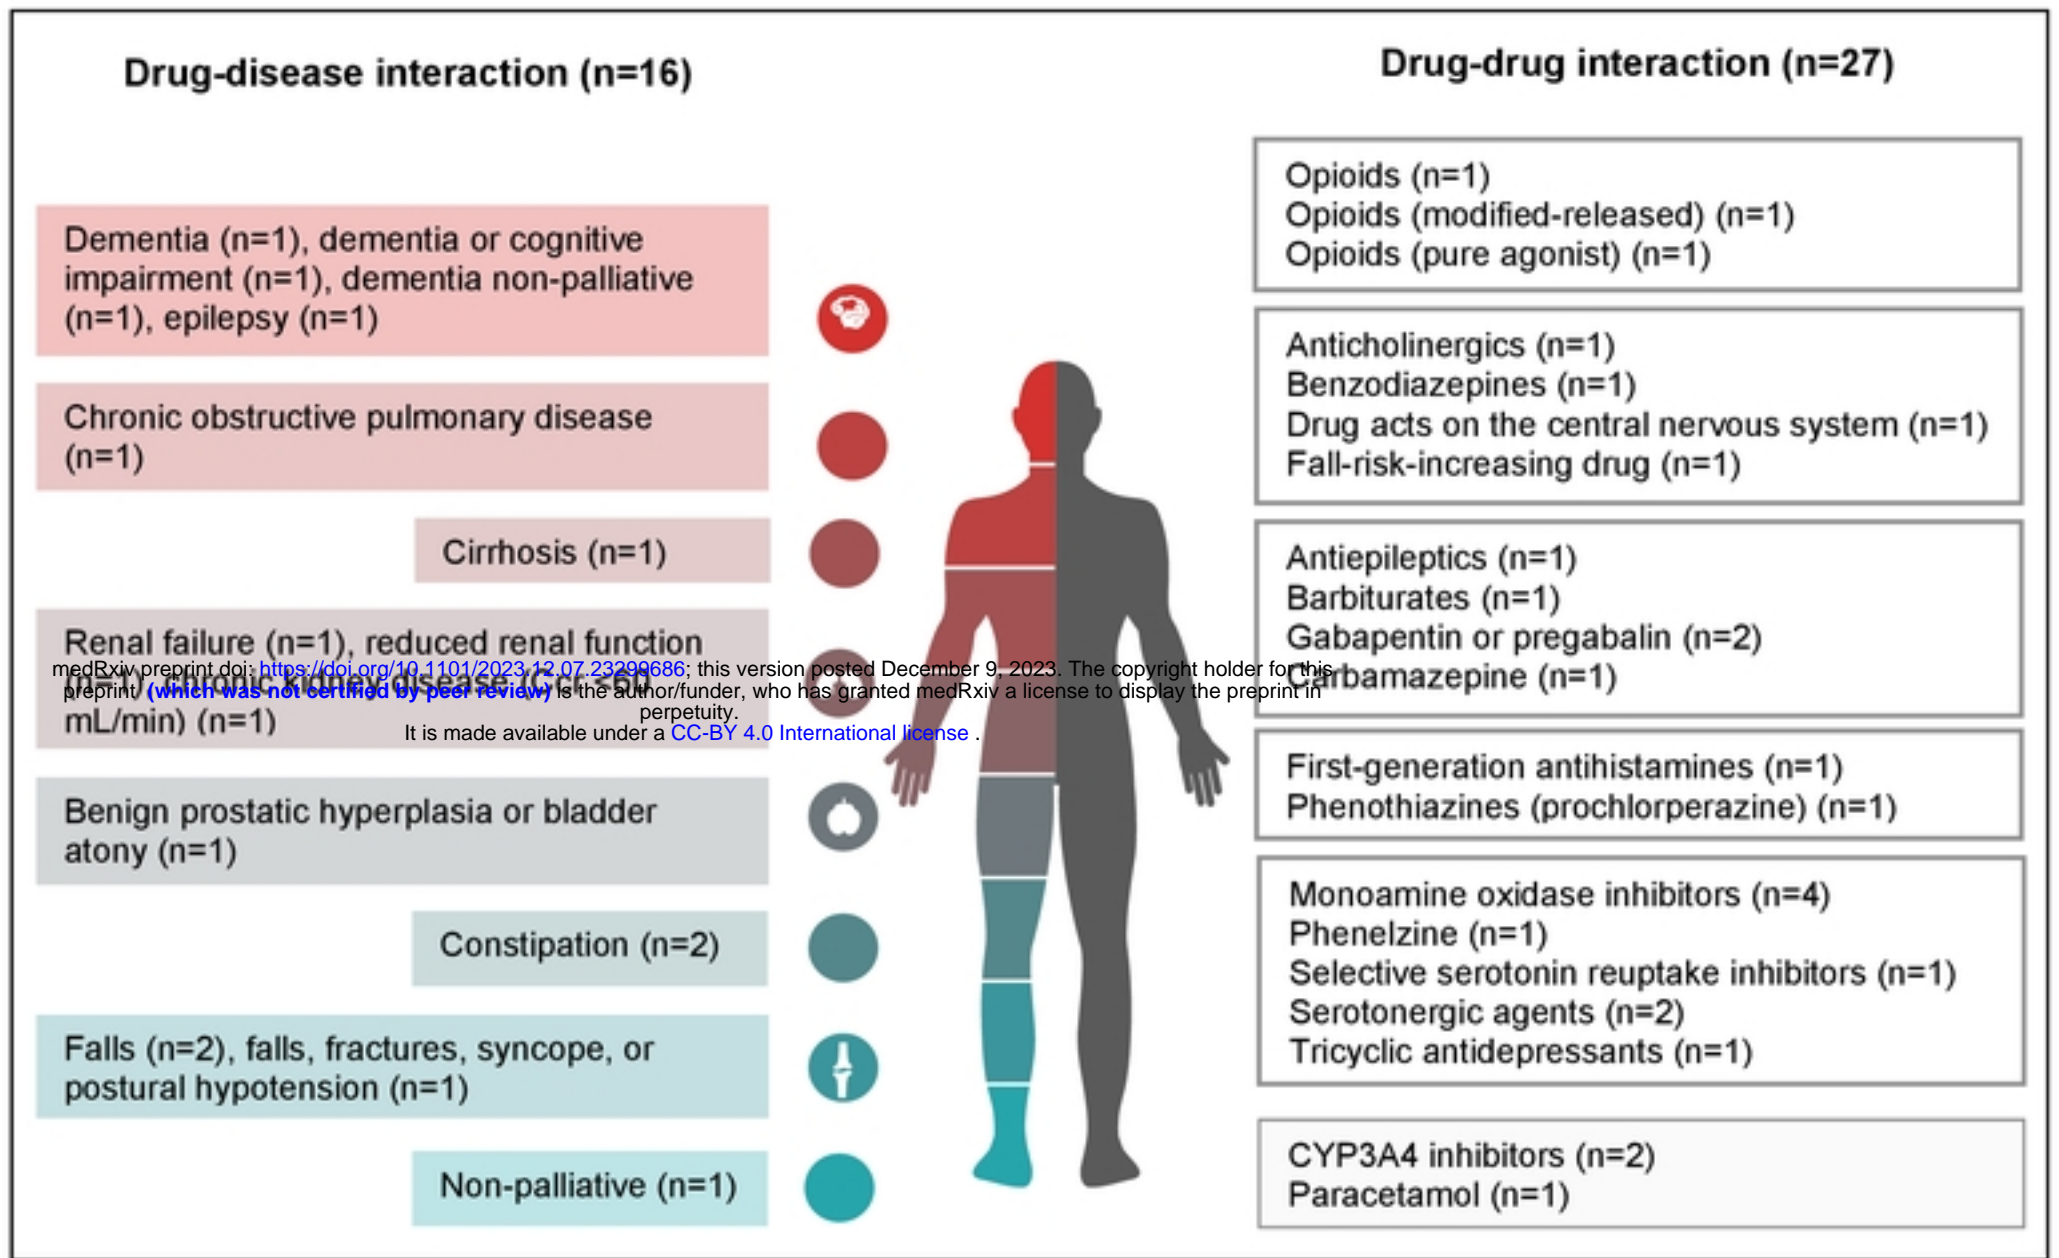 Drug-disease interaction (n=16)
Dementia (n=1), dementia or cognitive
impairment (n=1), dementia non-palliative
(n=1), epilepsy (n=1)
Chronic obstructive pulmonary disease
(n=1)
Cirrhosis (n=1)
Renal failure (n=1), reduced renal function
(n=1), chronic kidney disease (Ccr
mL/min) (n=1)
Benign prostatic hyperplasia or bladder
atony (n=1)
Constipation (n=2)
Falls (n=2), falls, fractures, syncope, or
postural hypotension (n=1)
Non-palliative (n=1)
Drug-drug interaction (n=27)
Opioids (n=1)
Opioids (modified-released) (n=1)
Opioids (pure agonist) (n=1)
Anticholinergics (n=1)
Benzodiazepines (n=1)
Drug acts on the central nervous system (n=1)
Fall-risk-increasing drug (n=1)
Antiepileptics (n=1)
Barbiturates (n=1)
Gabapentin or pregabalin (n=2)
Carbamazepine (n=1)
First-generation antihistamines (n=1)
Phenothiazines (prochlorperazine) (n=1)
Monoamine oxidase inhibitors (n=4)
Phenelzine (n=1)
Selective serotonin reuptake inhibitors (n=1)
Serotonergic agents (n=2)
Tricyclic antidepressants (n=1)
CYP3A4 inhibitors (n=2)
Paracetamol (n=1)
medRxiv preprint doi: https://doi.org/10.1101/2023.12.07.23299686; this version posted December 9, 2023. The copyright holder for this
preprint (which was not certified by peer review) is the author/funder, who has granted medRxiv a license to display the preprint in
perpetuity.
It is made available under a CC-BY 4.0 International license .